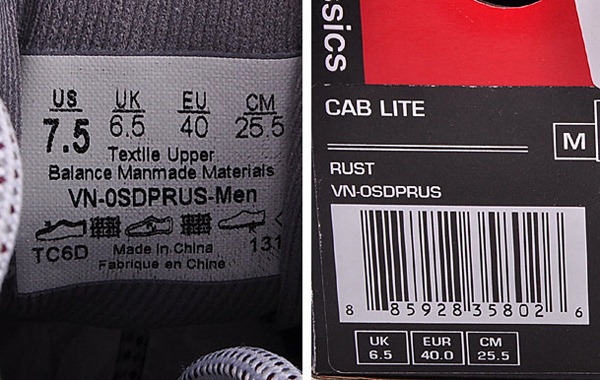 US UK EU CM
7.5 6.5 40 25.5
Textile Upper
Balance Manmade Materials
VN-0SDPRUS-Men
TC6D Made in China 131
Fabrique en Chine
ssics
CAB LITE
M
RUST
VN-0SDPRUS
8 85928 35802 6
UK EUR CM
6.5 40.0 25.5